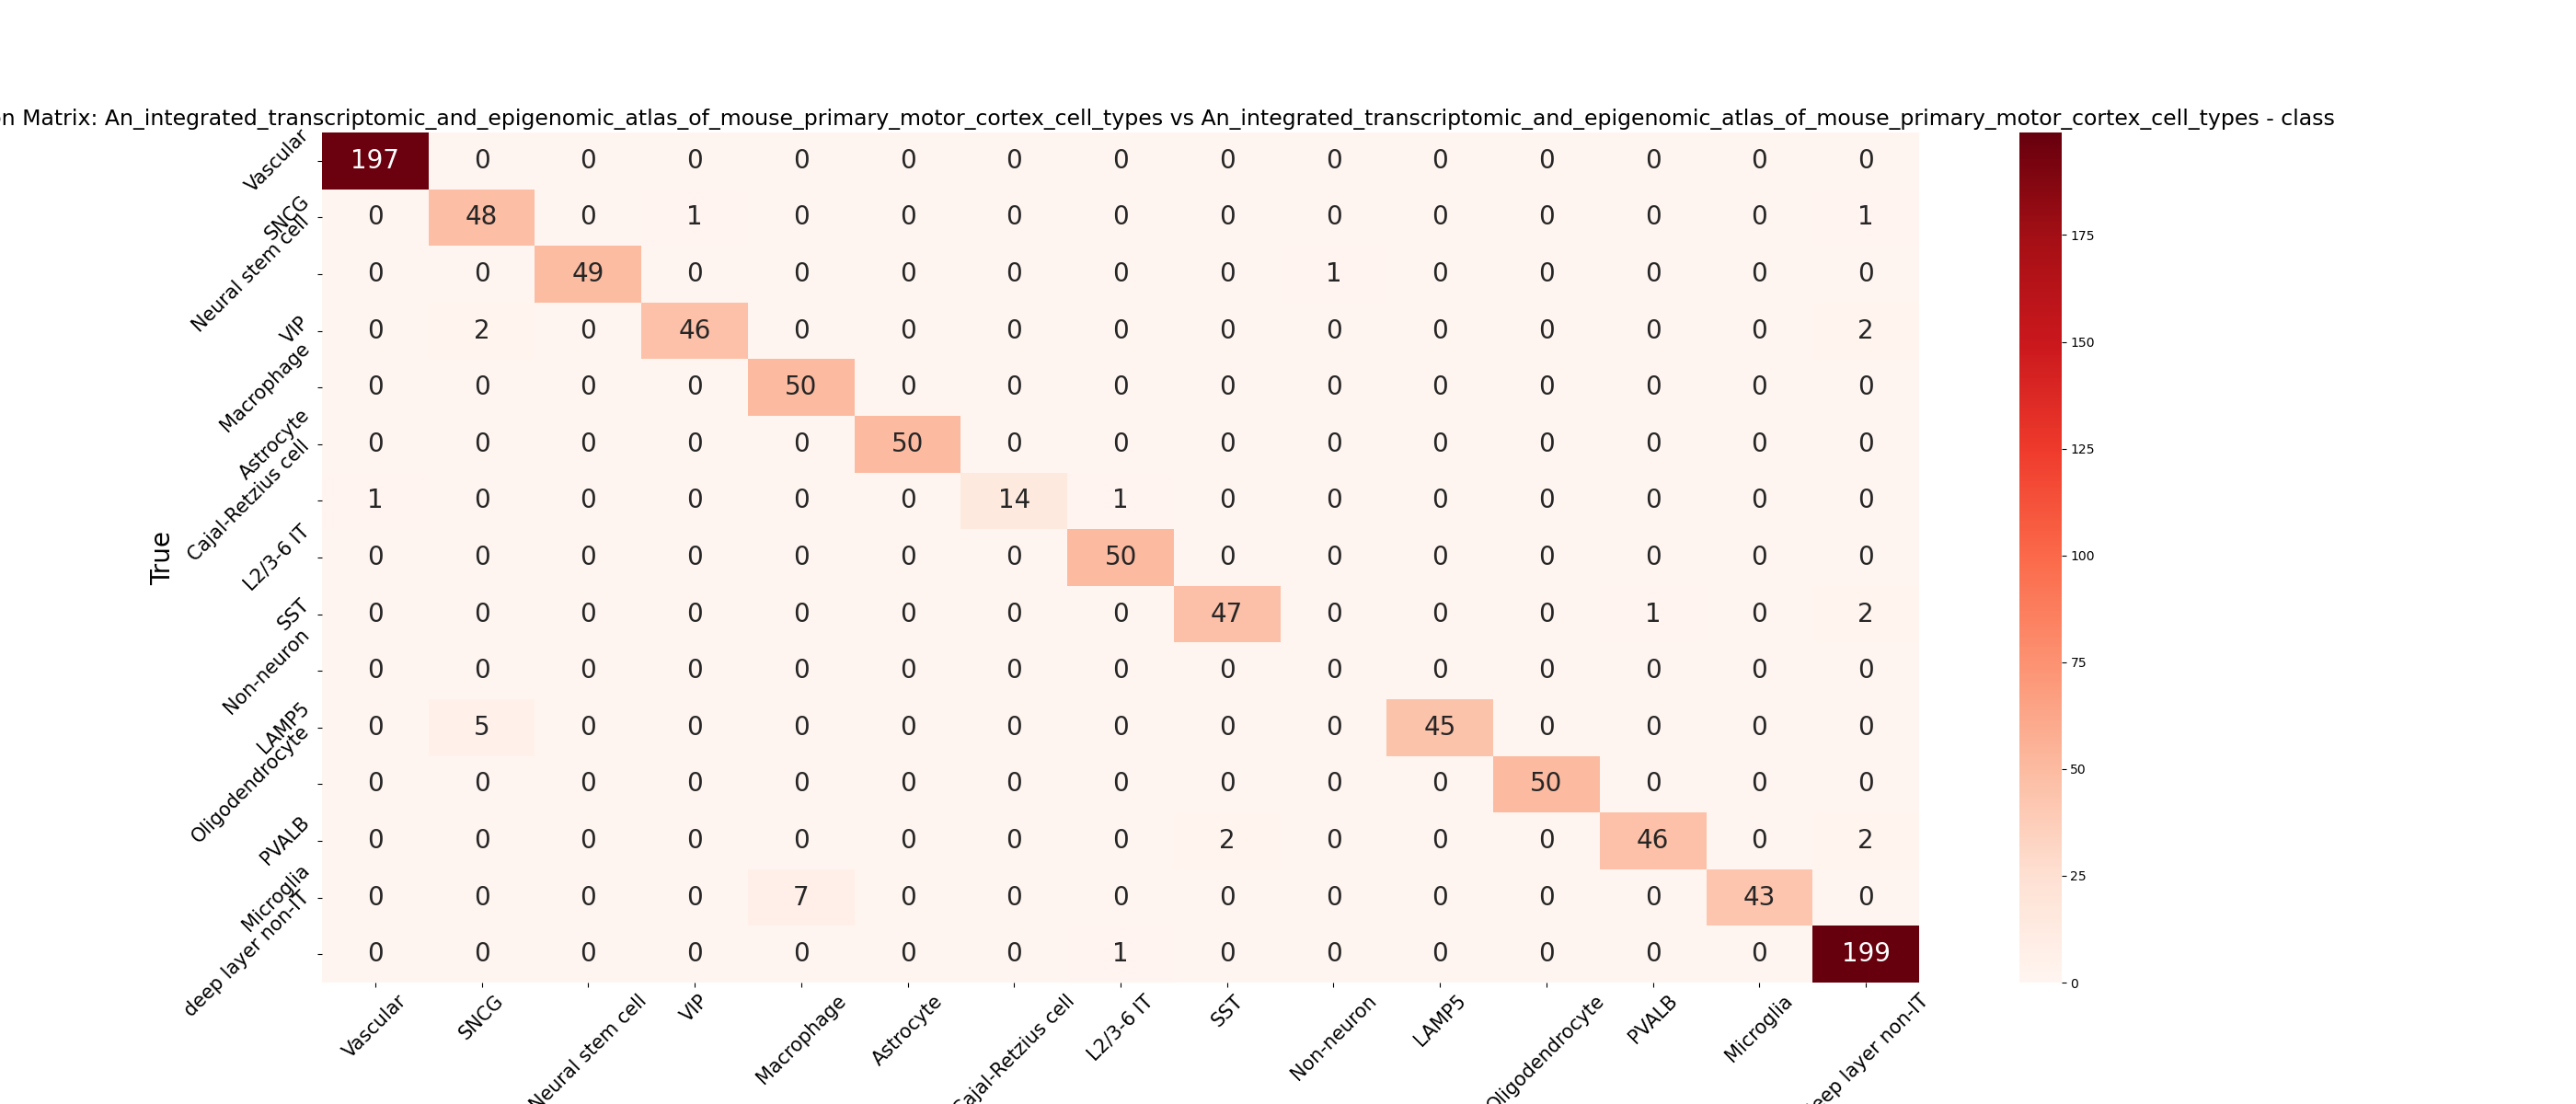 n Matrix: An_integrated_transcriptomic_and_epigenomic_atlas_of_mouse_primary_motor_cortex_cell_types vs An_integrated_transcriptomic_and_epigenomic_atlas_of_mouse_primary_motor_cortex_cell_types - class
Vascular 197 0 0 0 0 0 0 0 0 0 0 0 0 0 0
SNCG 0 48 0 1 0 0 0 0 0 0 0 0 0 0 1
Neural stem cell 0 0 49 0 0 0 0 0 0 1 0 0 0 0 0
VIP 0 2 0 46 0 0 0 0 0 0 0 0 0 0 2
Macrophage 0 0 0 0 50 0 0 0 0 0 0 0 0 0 0
Astrocyte 0 0 0 0 0 50 0 0 0 0 0 0 0 0 0
Cajal-Retzius cell 1 0 0 0 0 0 14 1 0 0 0 0 0 0 0
L2/3-6 IT 0 0 0 0 0 0 0 50 0 0 0 0 0 0 0
SST 0 0 0 0 0 0 0 0 47 0 0 0 1 0 2
Non-neuron 0 0 0 0 0 0 0 0 0 0 0 0 0 0 0
LAMP5 0 5 0 0 0 0 0 0 0 0 45 0 0 0 0
Oligodendrocyte 0 0 0 0 0 0 0 0 0 0 0 50 0 0 0
PVALB 0 0 0 0 0 0 0 0 2 0 0 0 46 0 2
Microglia 0 0 0 0 7 0 0 0 0 0 0 0 0 43 0
deep layer non-IT 0 0 0 0 0 0 0 1 0 0 0 0 0 0 199
True
Vascular SNCG Neural stem cell VIP Macrophage Astrocyte Cajal-Retzius cell L2/3-6 IT SST Non-neuron LAMP5 Oligodendrocyte PVALB Microglia eep layer non-IT
175
150
125
100
75
50
25
0